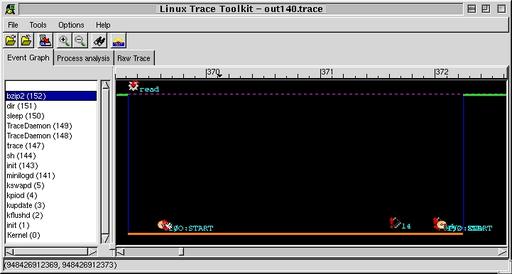 Linux Trace Toolkit – out140.trace
File Tools Options Help
Event Graph Process analysis Raw Trace
370 371 372
bzip2 (152)
dir (151)
sleep (150)
TraceDaemon (149)
TraceDaemon (148)
trace (147)
sh (144)
init (143)
minilogd (141)
kswapd (5)
kpiod (4)
kupdate (3)
kflushd (2)
init (1)
Kernel (0)
read
START
14
START
(948426912369, 948426912373)